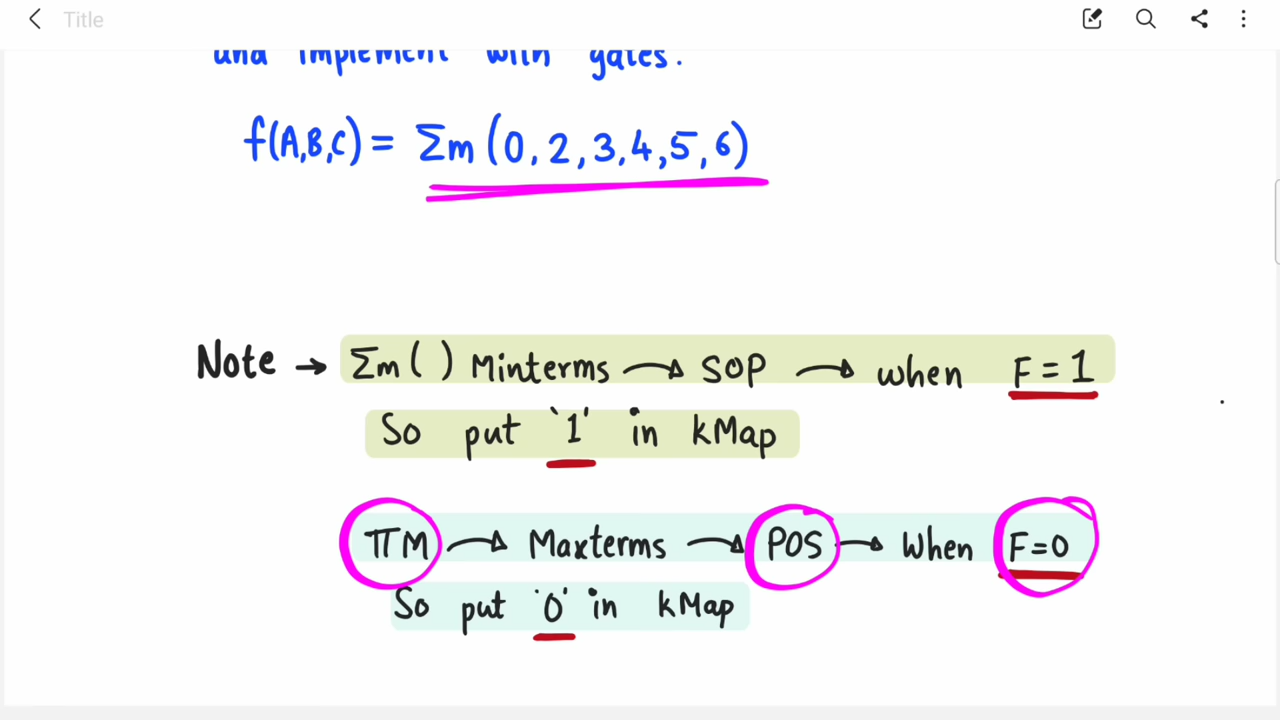 Title
and implement with gates.
f(A,B,C) = Σm(0,2,3,4,5,6)
Note → Σm( ) Minterms → SOP → when F = 1
So put '1' in kMap
πM → Maxterms → POS → When F=0
So put '0' in kMap